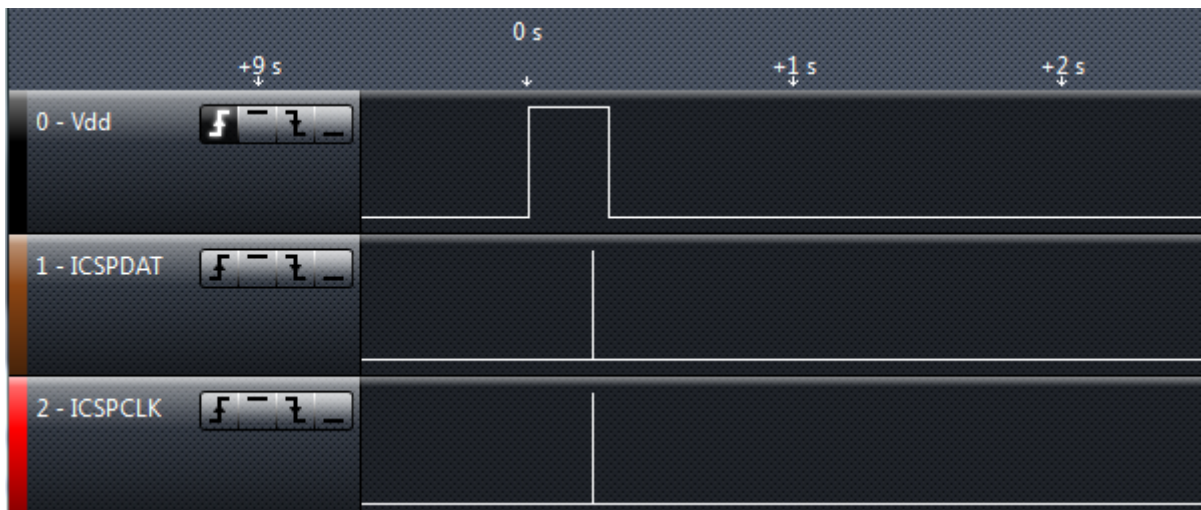 0 s
+9 s +1 s +2 s
0 - Vdd
1 - ICSPDAT
2 - ICSPCLK